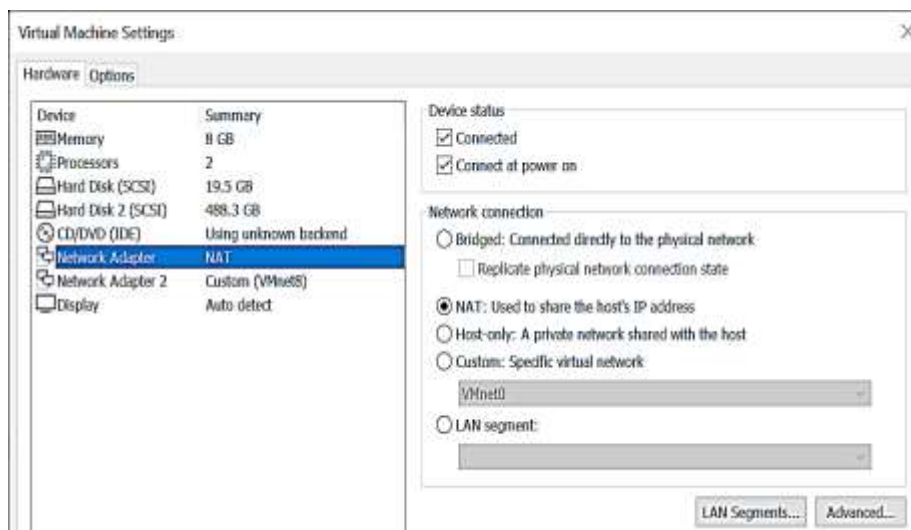 Virtual Machine Settings
Hardware Options
Device Summary
Memory 8 GB
Processors 2
Hard Disk (SCSI) 19.5 GB
Hard Disk 2 (SCSI) 488.3 GB
CD/DVD (IDE) Using unknown backend
Network Adapter NAT
Network Adapter 2 Custom (VMnet8)
Display Auto detect
Device status
Connected
Connect at power on
Network connection
Bridged: Connected directly to the physical network
Replicate physical network connection state
NAT: Used to share the host's IP address
Host-only: A private network shared with the host
Custom: Specific virtual network
VMnet0
LAN segment:
LAN Segments... Advanced...